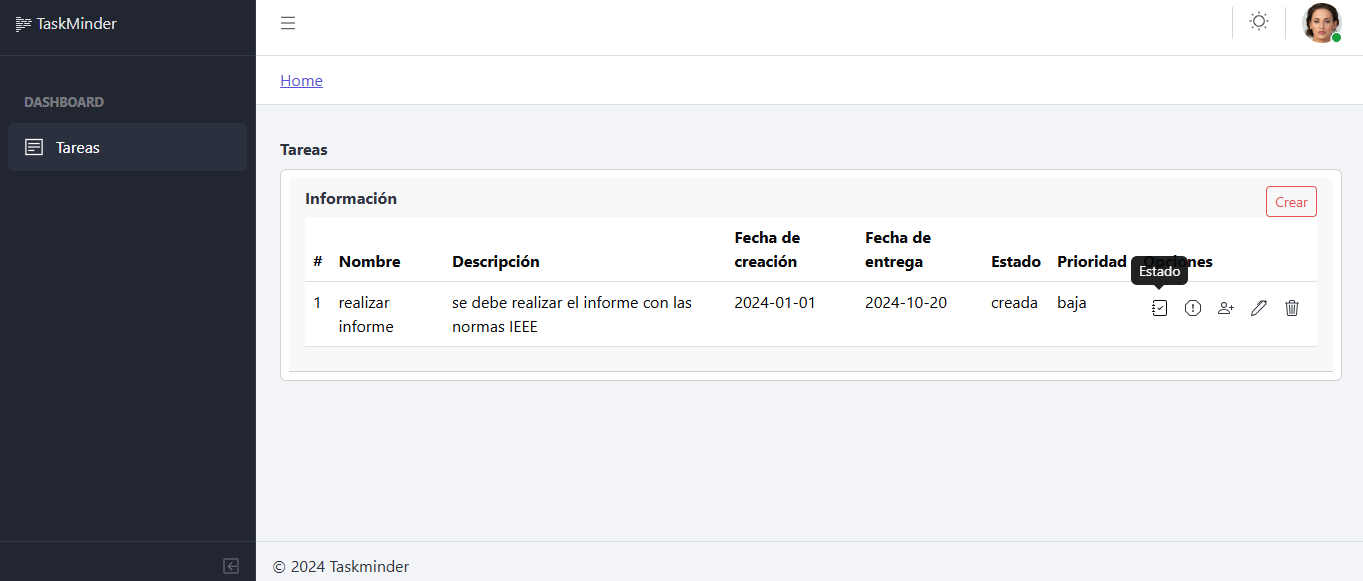 TaskMinder
Home
DASHBOARD
Tareas
Tareas
Información
Crear
# Nombre Descripción Fecha de creación Fecha de entrega Estado Prioridad Opciones
Estado
1 realizar informe se debe realizar el informe con las normas IEEE 2024-01-01 2024-10-20 creada baja
© 2024 Taskminder